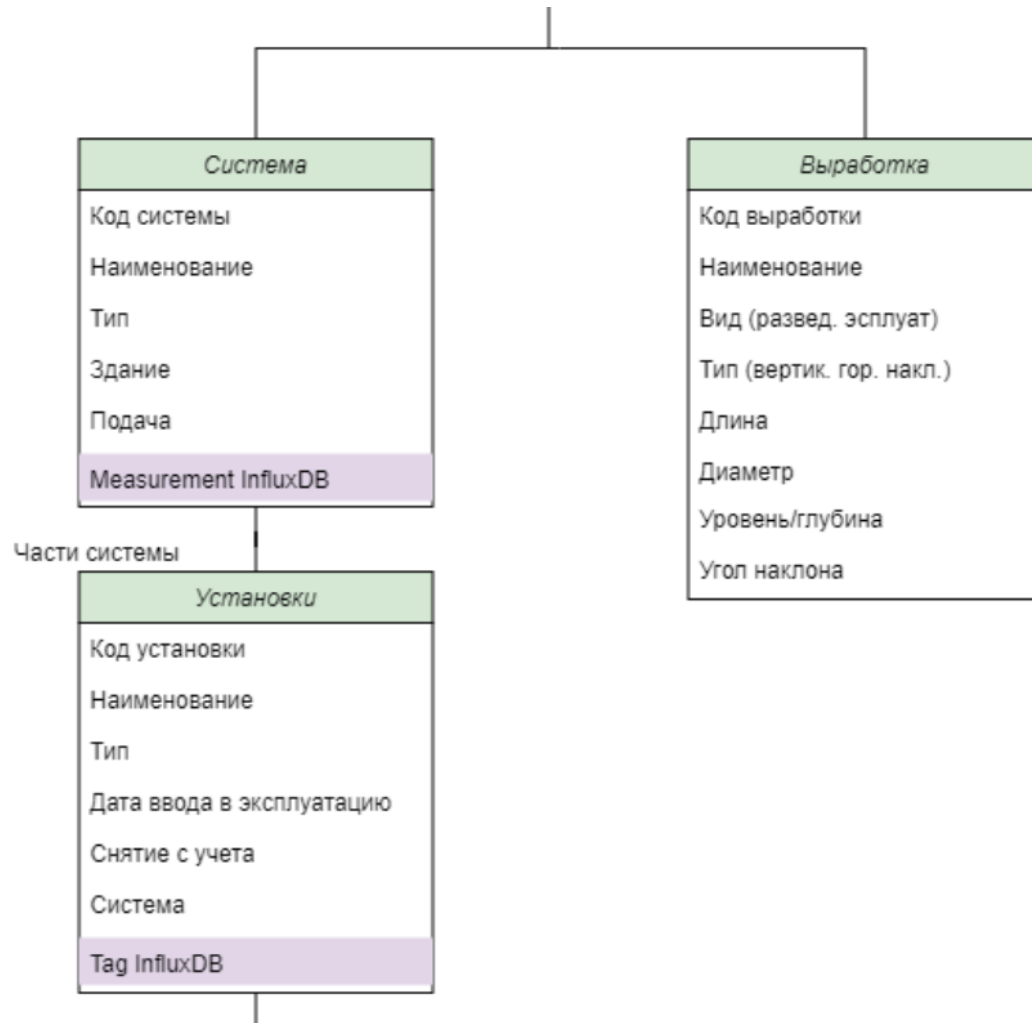 Система
Код системы
Наименование
Тип
Здание
Подача
Measurement InfluxDB
Части системы
Установки
Код установки
Наименование
Тип
Дата ввода в эксплуатацию
Снятие с учета
Система
Tag InfluxDB
Выработка
Код выработки
Наименование
Вид (развед. эсплуат)
Тип (вертик. гор. накл.)
Длина
Диаметр
Уровень/глубина
Угол наклона